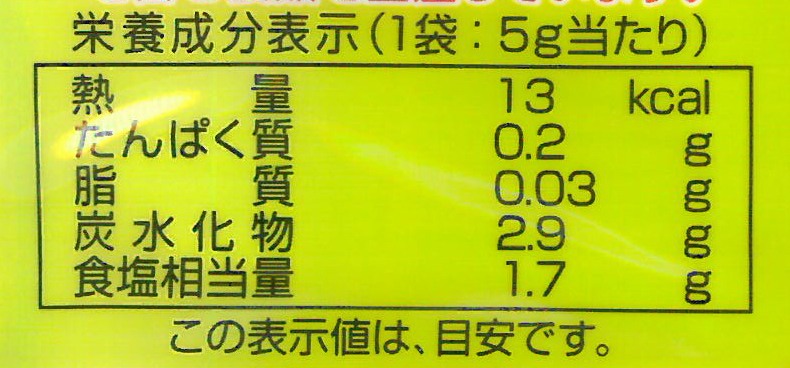 栄養成分表示(1袋:5g当たり)
熱量 13 kcal
たんぱく質 0.2 g
脂質 0.03 g
炭水化物 2.9 g
食塩相当量 1.7 g
この表示値は、目安です。